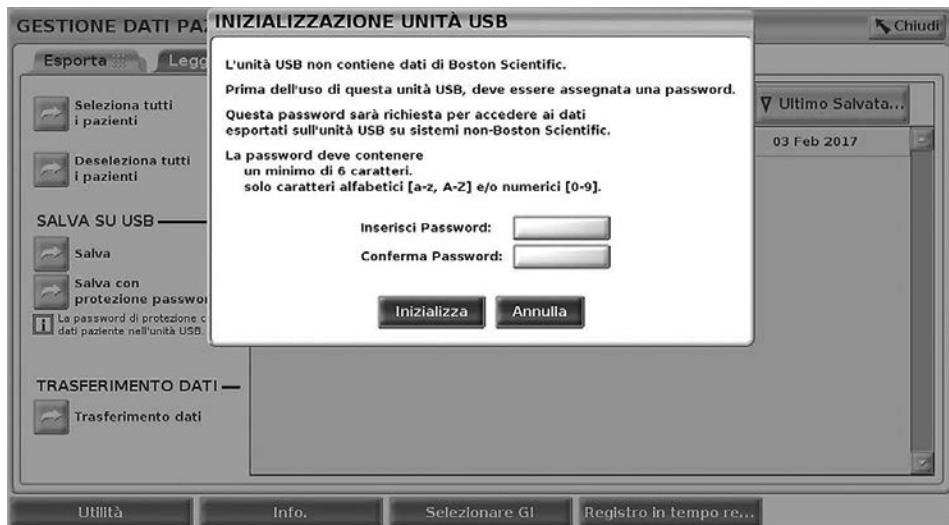 GESTIONE DATI PA
Chiudi
Esporta
Legg
Seleziona tutti
i pazienti
Deseleziona tutti
i pazienti
SALVA SU USB
Salva
Salva con
protezione passwo
La password di protezione c
dati paziente nell'unità USB.
TRASFERIMENTO DATI
Trasferimento dati
INIZIALIZZAZIONE UNITÀ USB
L'unità USB non contiene dati di Boston Scientific.
Prima dell'uso di questa unità USB, deve essere assegnata una password.
Questa password sarà richiesta per accedere ai dati
esportati sull'unità USB su sistemi non-Boston Scientific.
La password deve contenere
un minimo di 6 caratteri.
solo caratteri alfabetici [a-z, A-Z] e/o numerici [0-9].
Inserisci Password:
Conferma Password:
Inizializza
Annulla
∇ Ultimo Salvata...
03 Feb 2017
Utilità
Info.
Selezionare GI
Registro in tempo re...